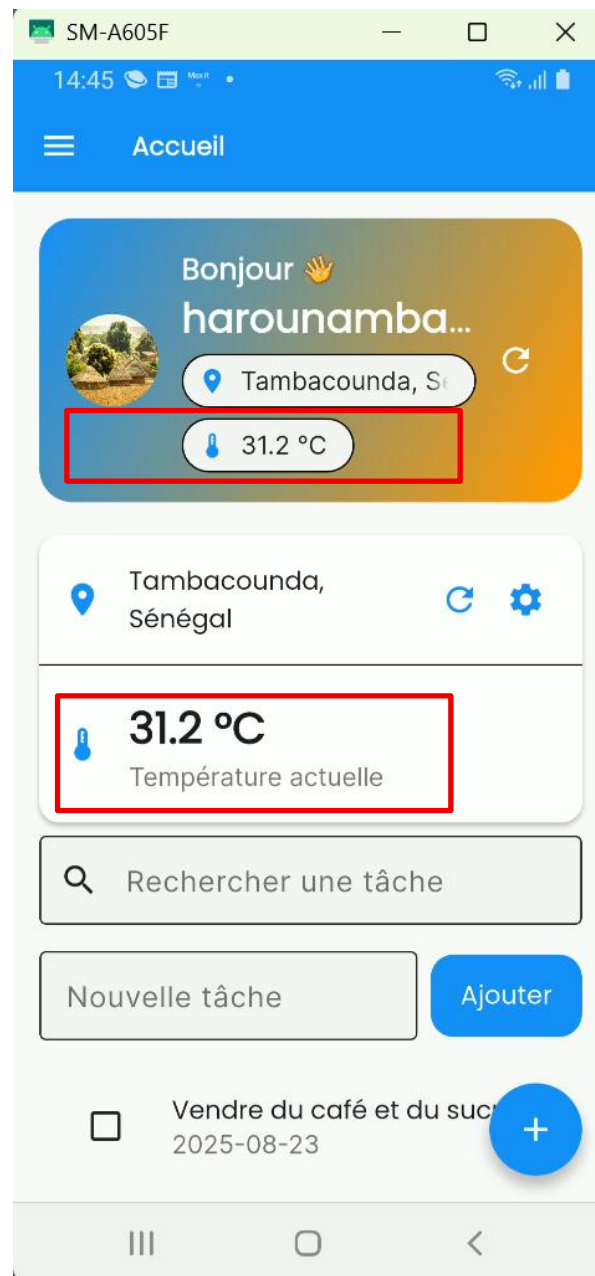 SM-A605F
14:45
Accueil
Bonjour 👋
harounamba...
Tambacounda, S
31.2 °C
Tambacounda,
Sénégal
31.2 °C
Température actuelle
Rechercher une tâche
Nouvelle tâche
Ajouter
Vendre du café et du suc
2025-08-23
+